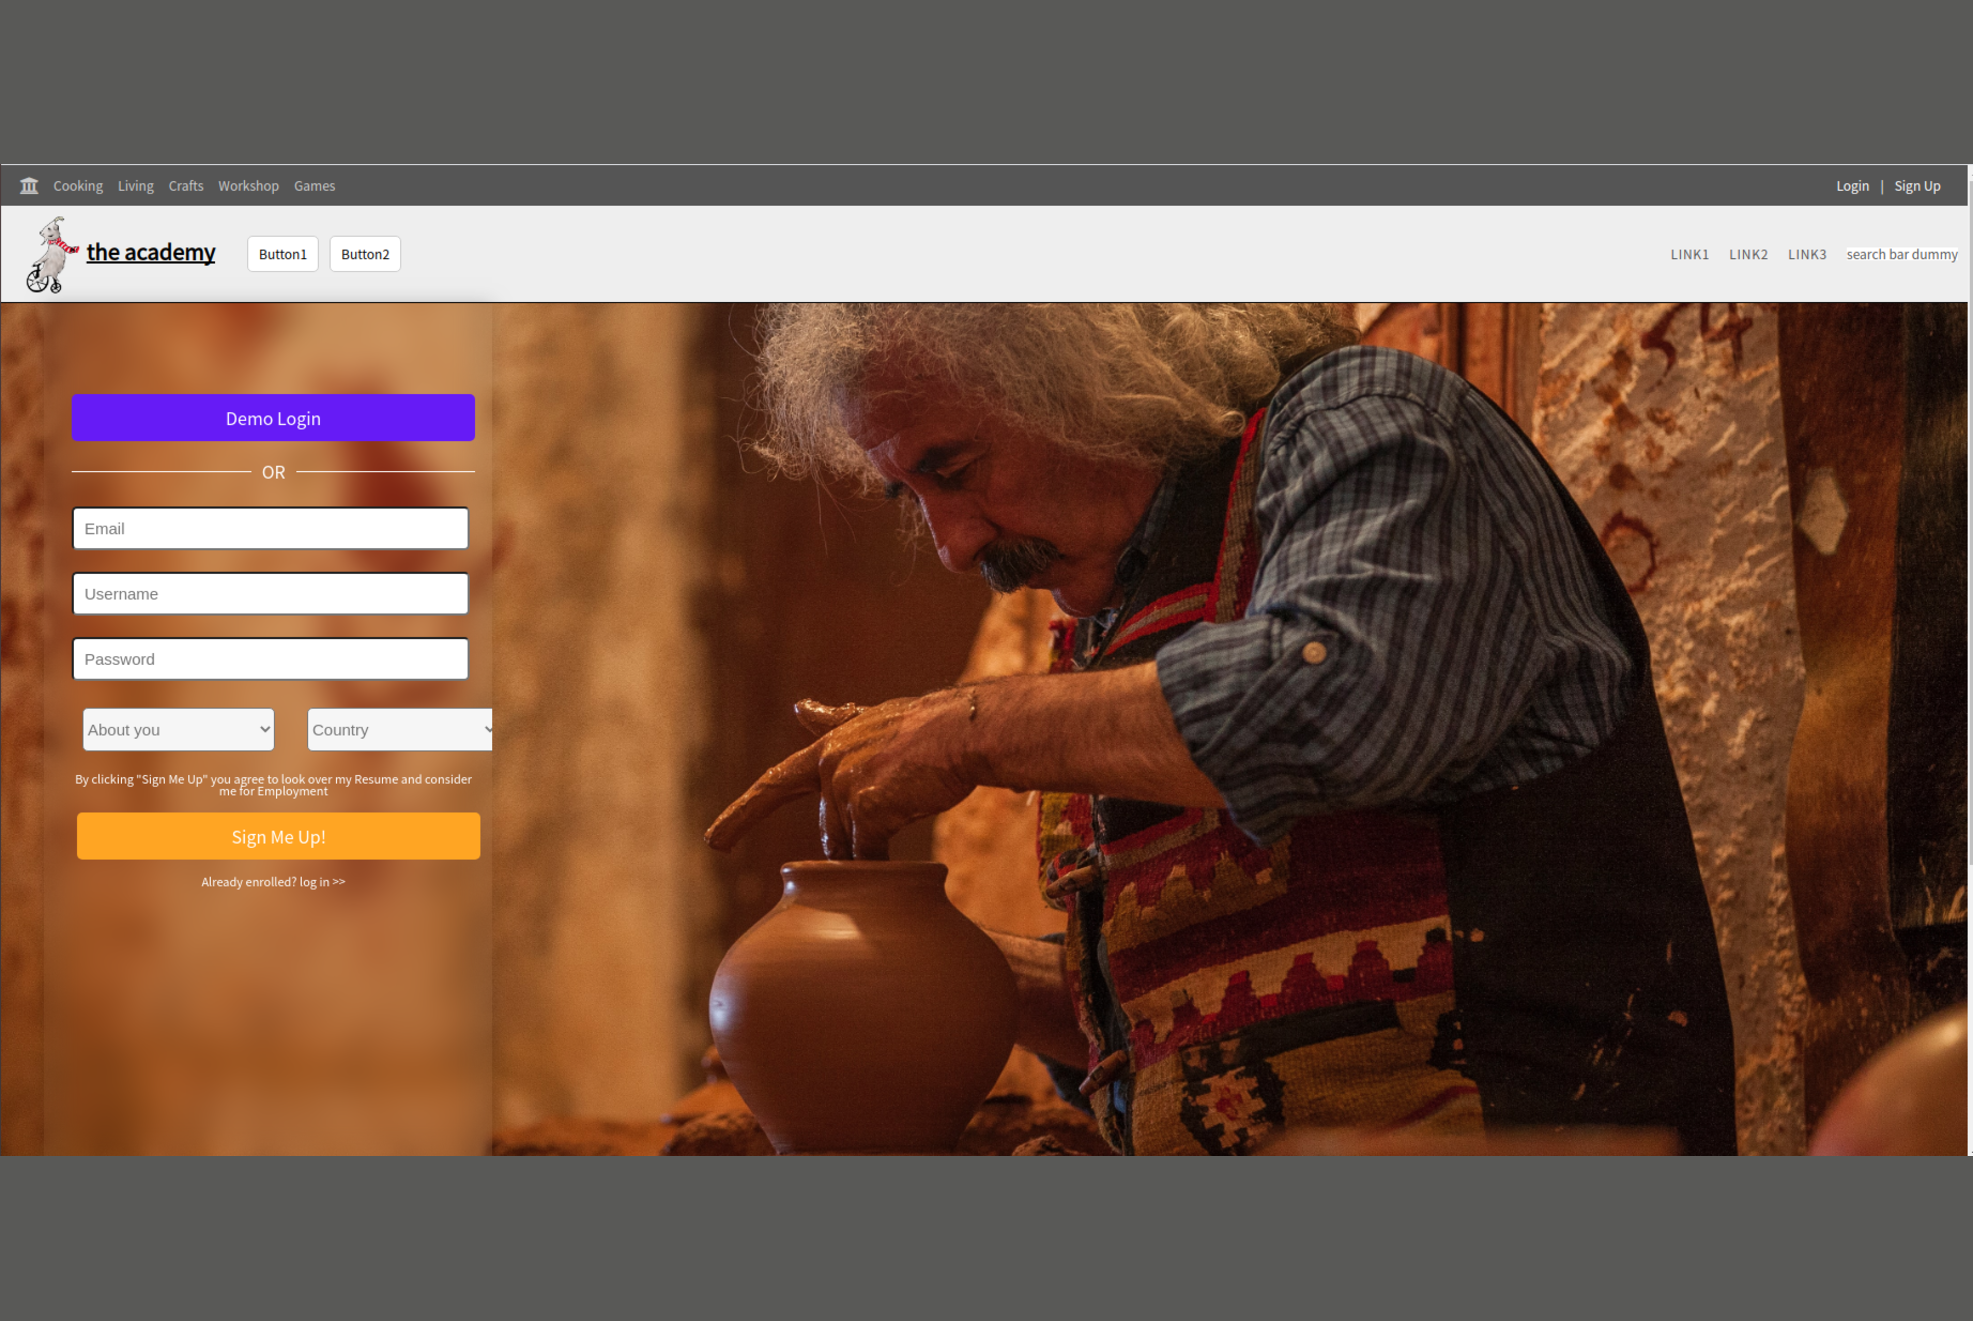 Cooking Living Crafts Workshop Games Login | Sign Up
the academy Button1 Button2 LINK1 LINK2 LINK3 search bar dummy
Demo Login
OR
Email
Username
Password
About you Country
By clicking "Sign Me Up" you agree to look over my Resume and consider
me for Employment
Sign Me Up!
Already enrolled? log in >>